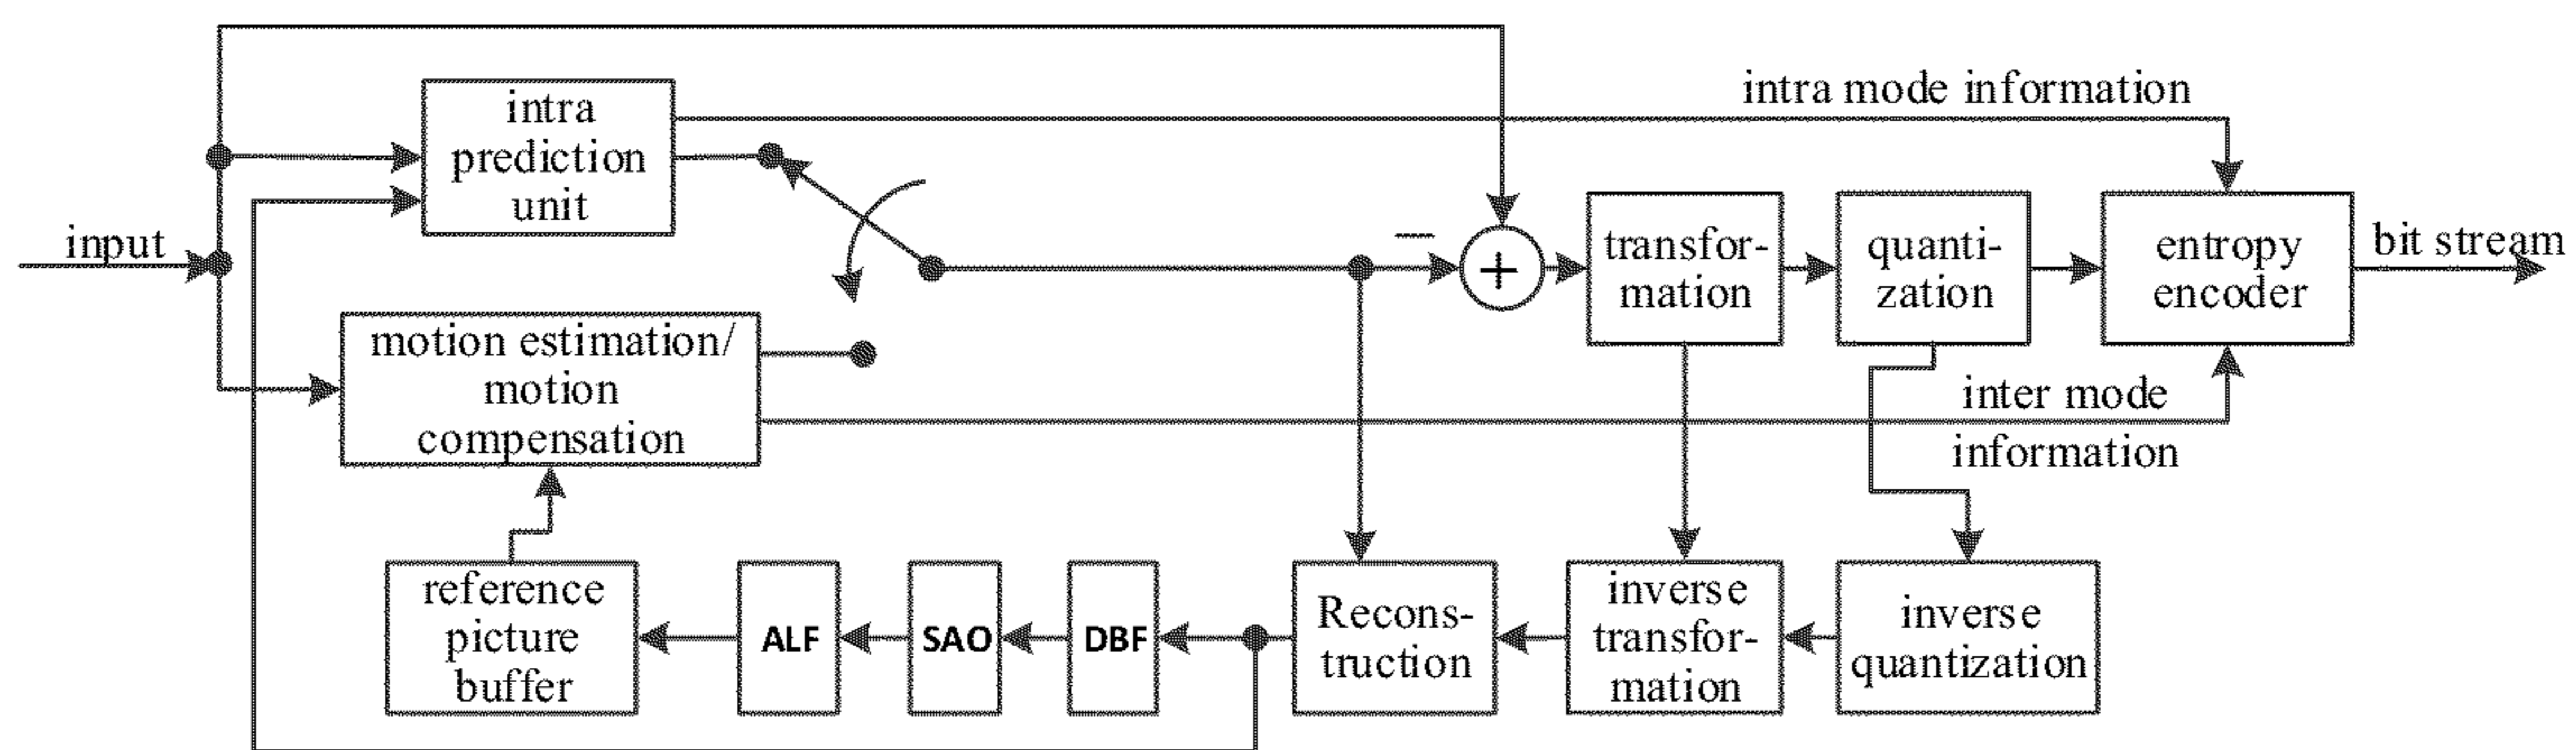 intra mode information
intra
prediction
unit
input
—
+
transfor-
mation
quanti-
zation
entropy
encoder
bit stream
motion estimation/
motion
compensation
inter mode
information
reference
picture
buffer
ALF
SAO
DBF
Recons-
truction
inverse
transfor-
mation
inverse
quantization